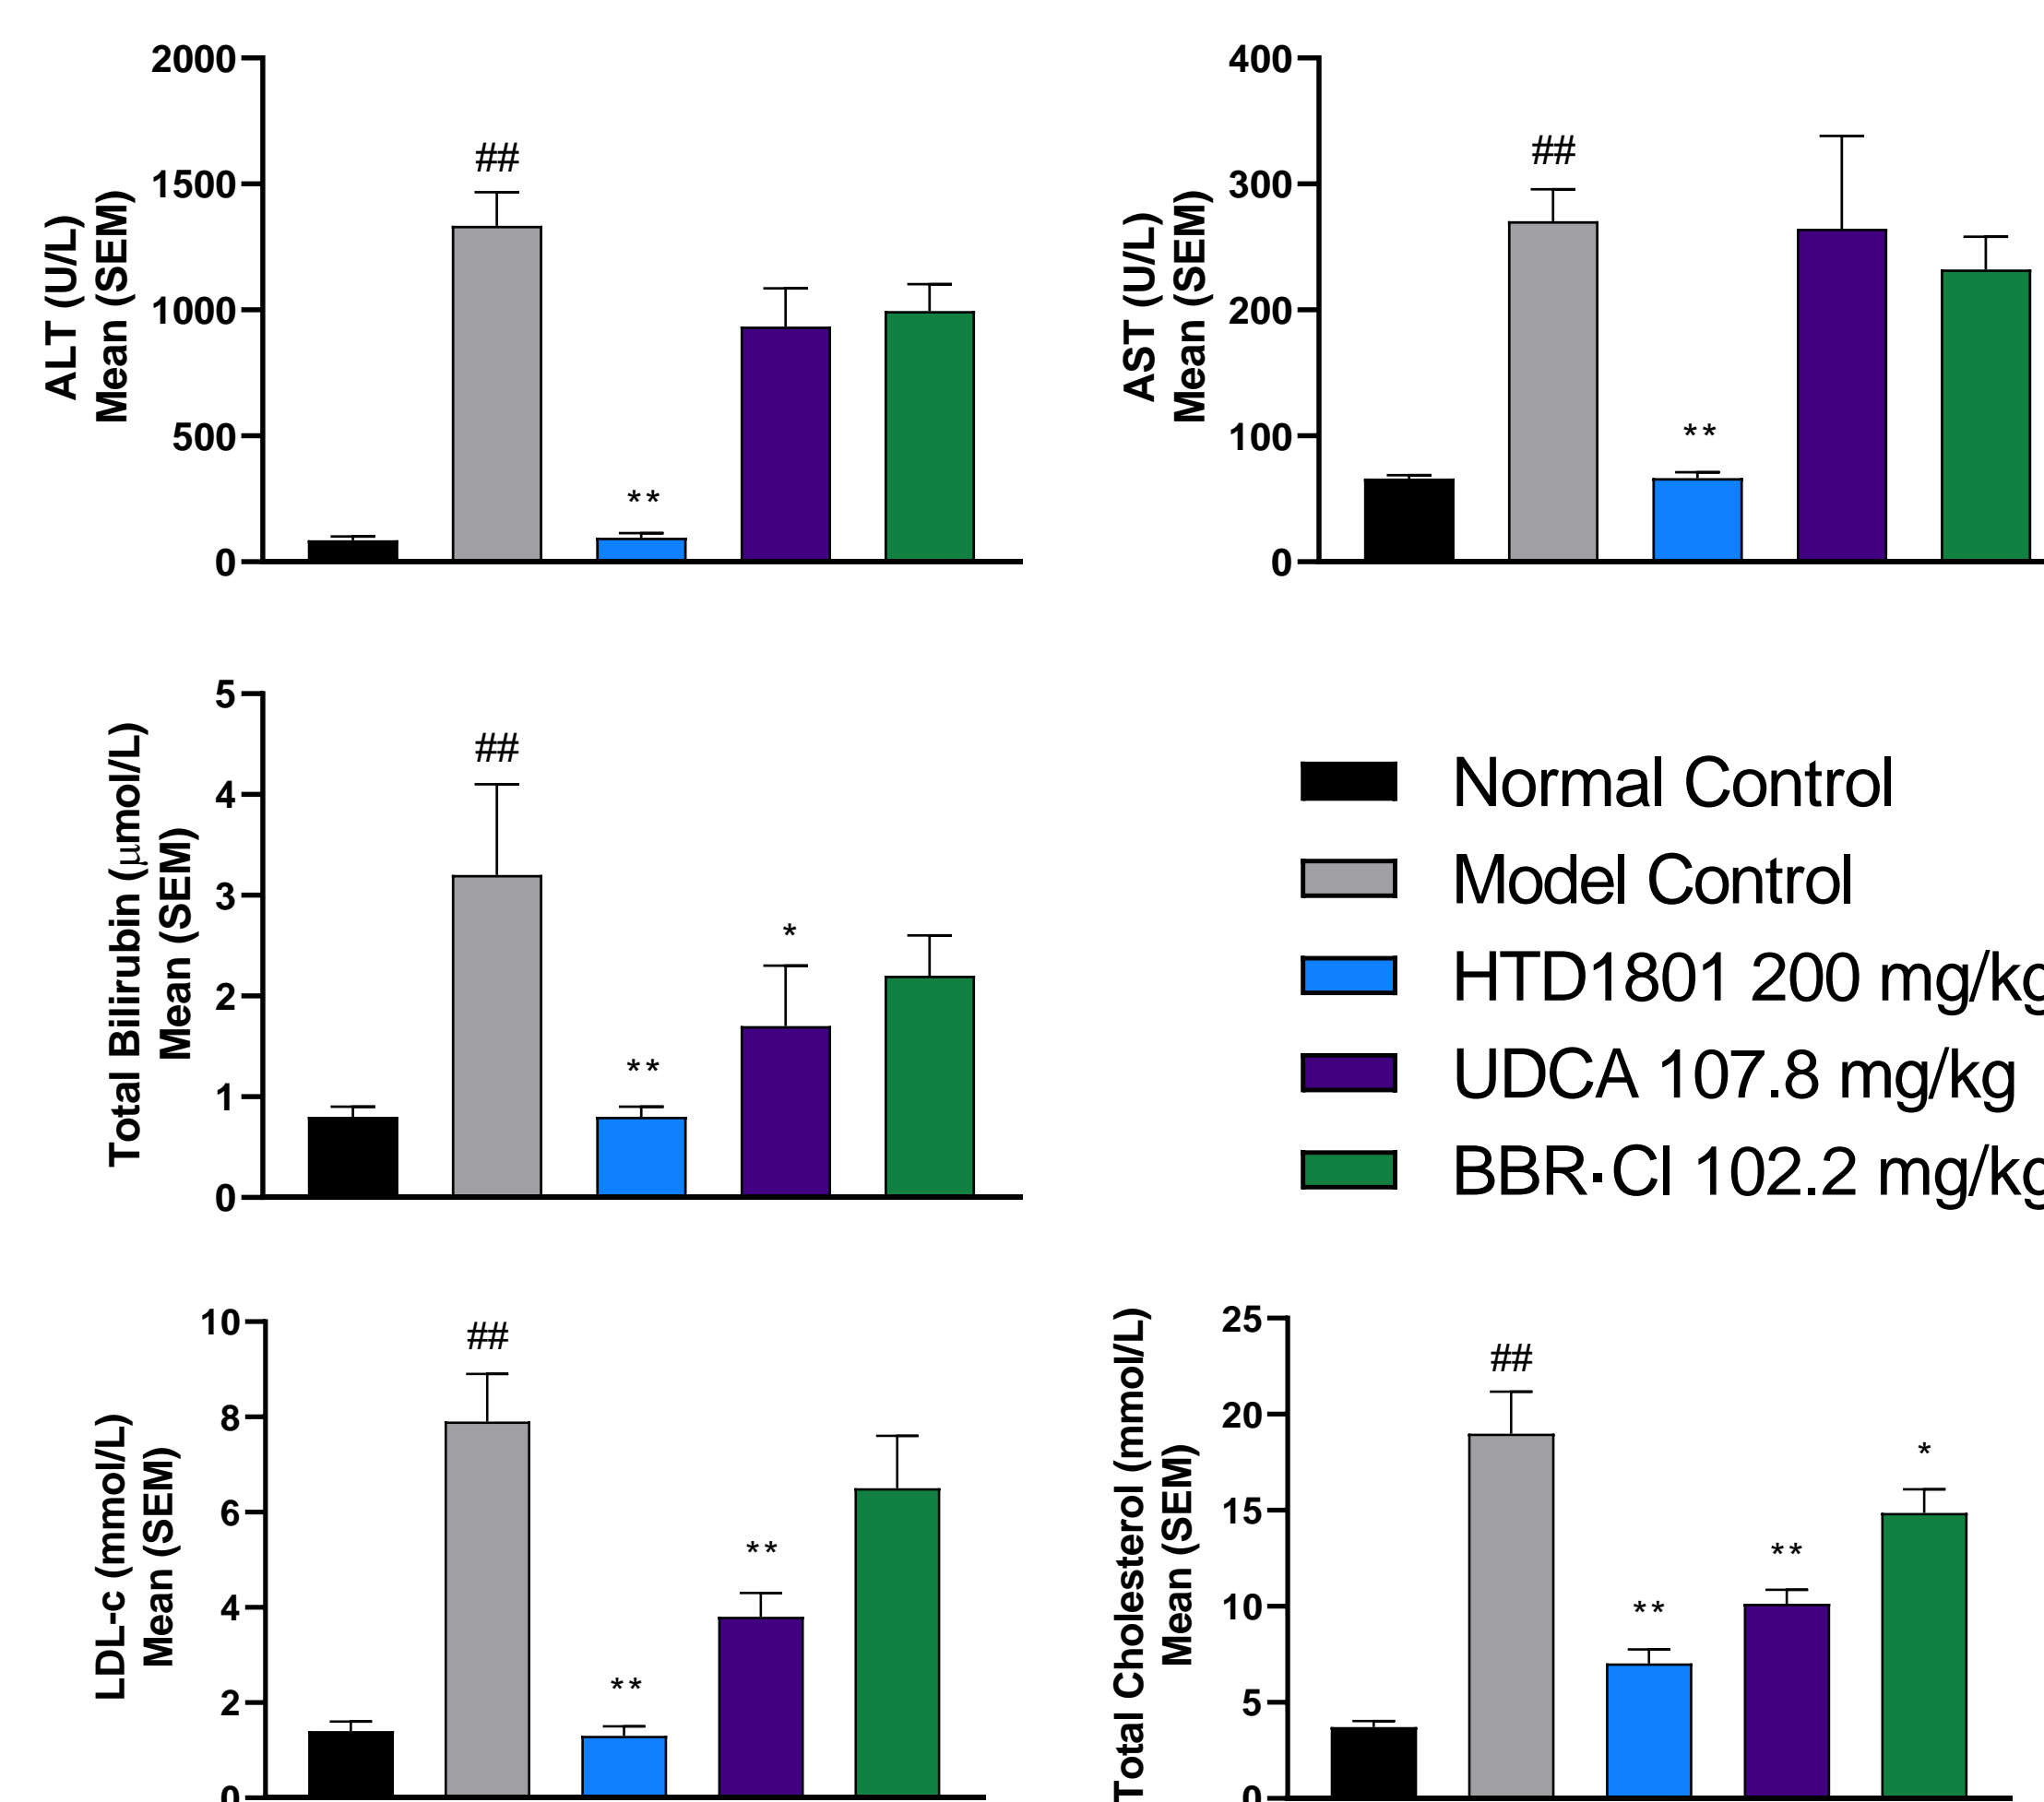 ALT (U/L)
Mean (SEM)
2000
1500
1000
500
0
##
**
AST (U/L)
Mean (SEM)
400
300
200
100
0
##
**
Total Bilirubin (μmol/L)
Mean (SEM)
5
4
3
2
1
0
##
**
*
Normal Control
Model Control
HTD1801 200 mg/kg
UDCA 107.8 mg/kg
BBR·Cl 102.2 mg/kg
LDL-c (mmol/L)
Mean (SEM)
10
8
6
4
2
0
##
**
**
Total Cholesterol (mmol/L)
Mean (SEM)
25
20
15
10
5
0
##
**
**
*